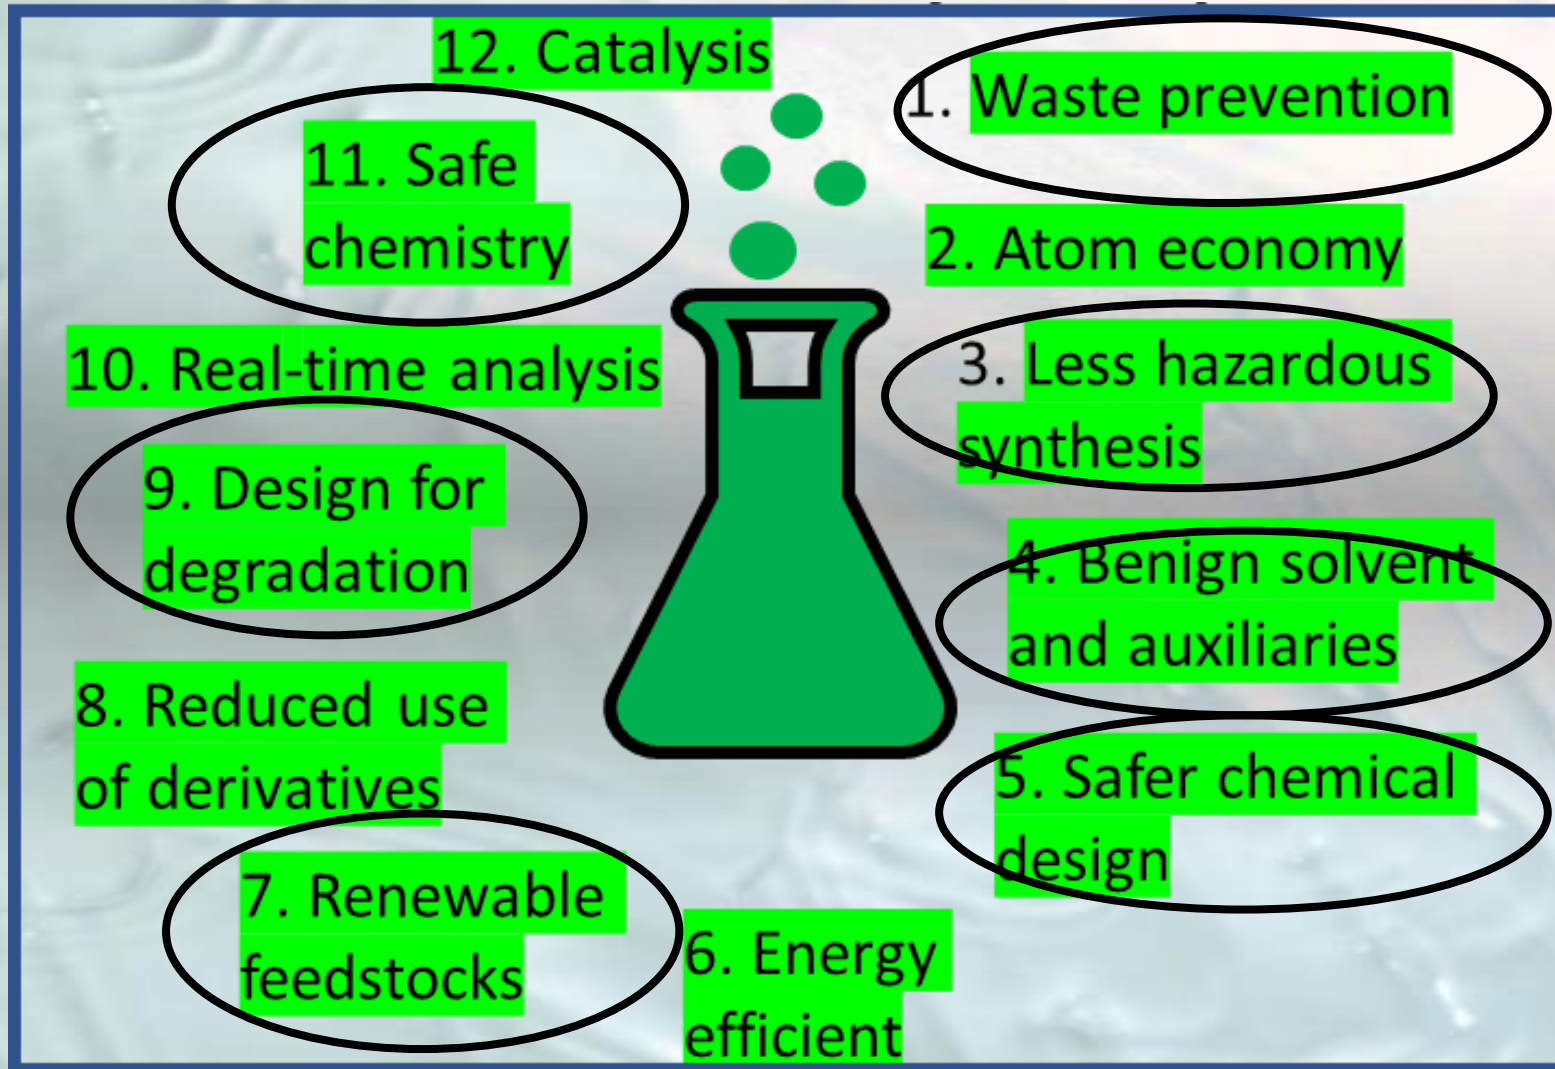 12. Catalysis
1. Waste prevention
11. Safe
chemistry
2. Atom economy
10. Real-time analysis
3. Less hazardous
synthesis
9. Design for
degradation
4. Benign solvent
and auxiliaries
8. Reduced use
of derivatives
5. Safer chemical
design
7. Renewable
feedstocks
6. Energy
efficient